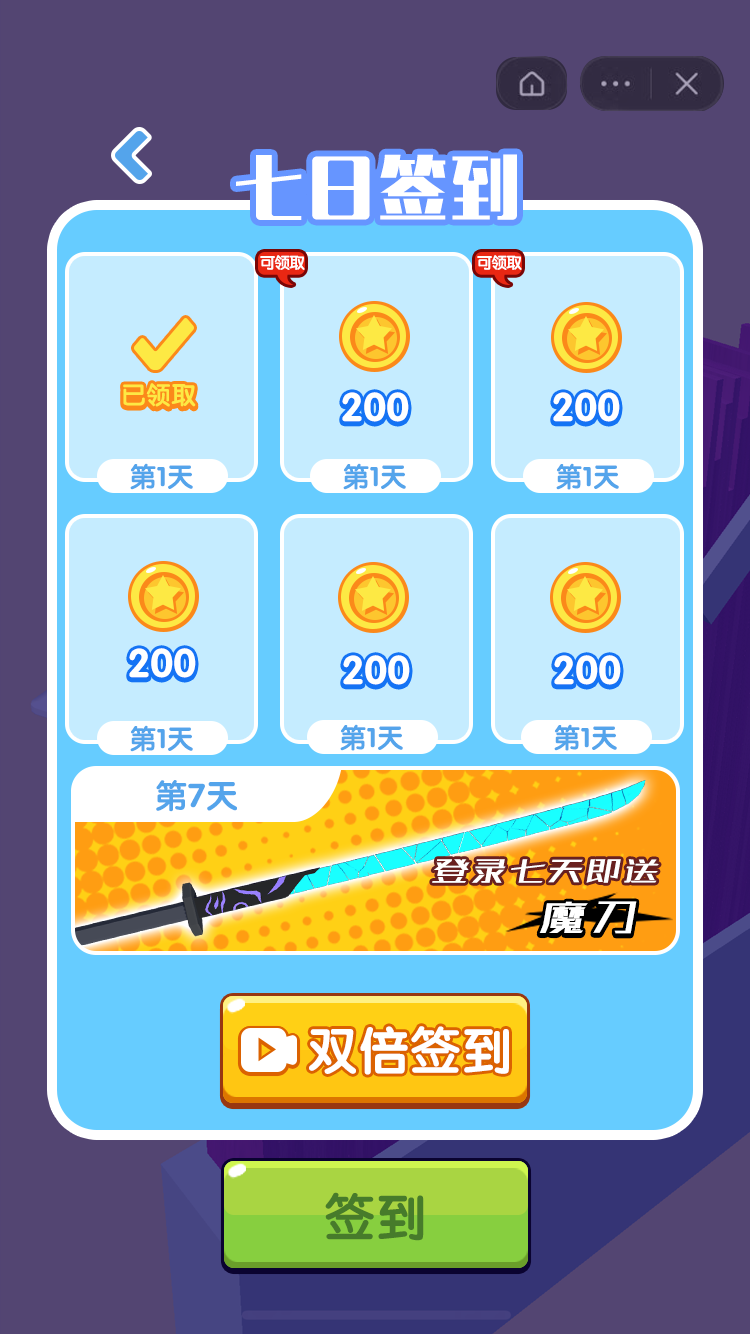 七日签到
可领取
可领取
已领取
200
200
第1天
第1天
第1天
200
200
200
第1天
第1天
第1天
第7天
登录七天即送
魔刀
双倍签到
签到